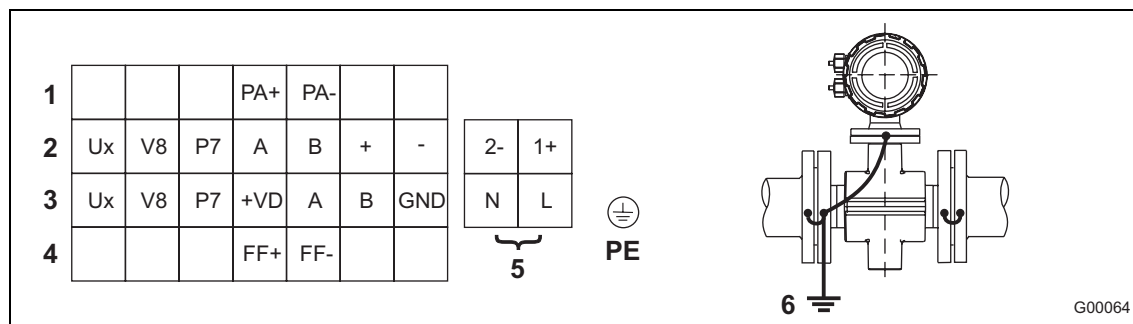 1 PA+ PA-
2 Ux V8 P7 A B + - 2- 1+
3 Ux V8 P7 +VD A B GND N L
4 FF+ FF-
5
PE
6
G00064